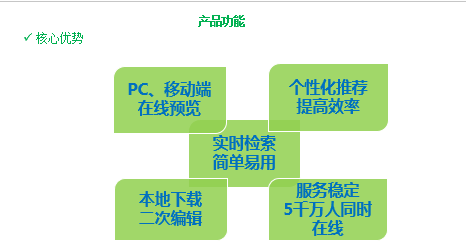 产品功能
✓ 核心优势
PC、移动端
在线预览
个性化推荐
提高效率
实时检索
简单易用
本地下载
二次编辑
服务稳定
5千万人同时
在线